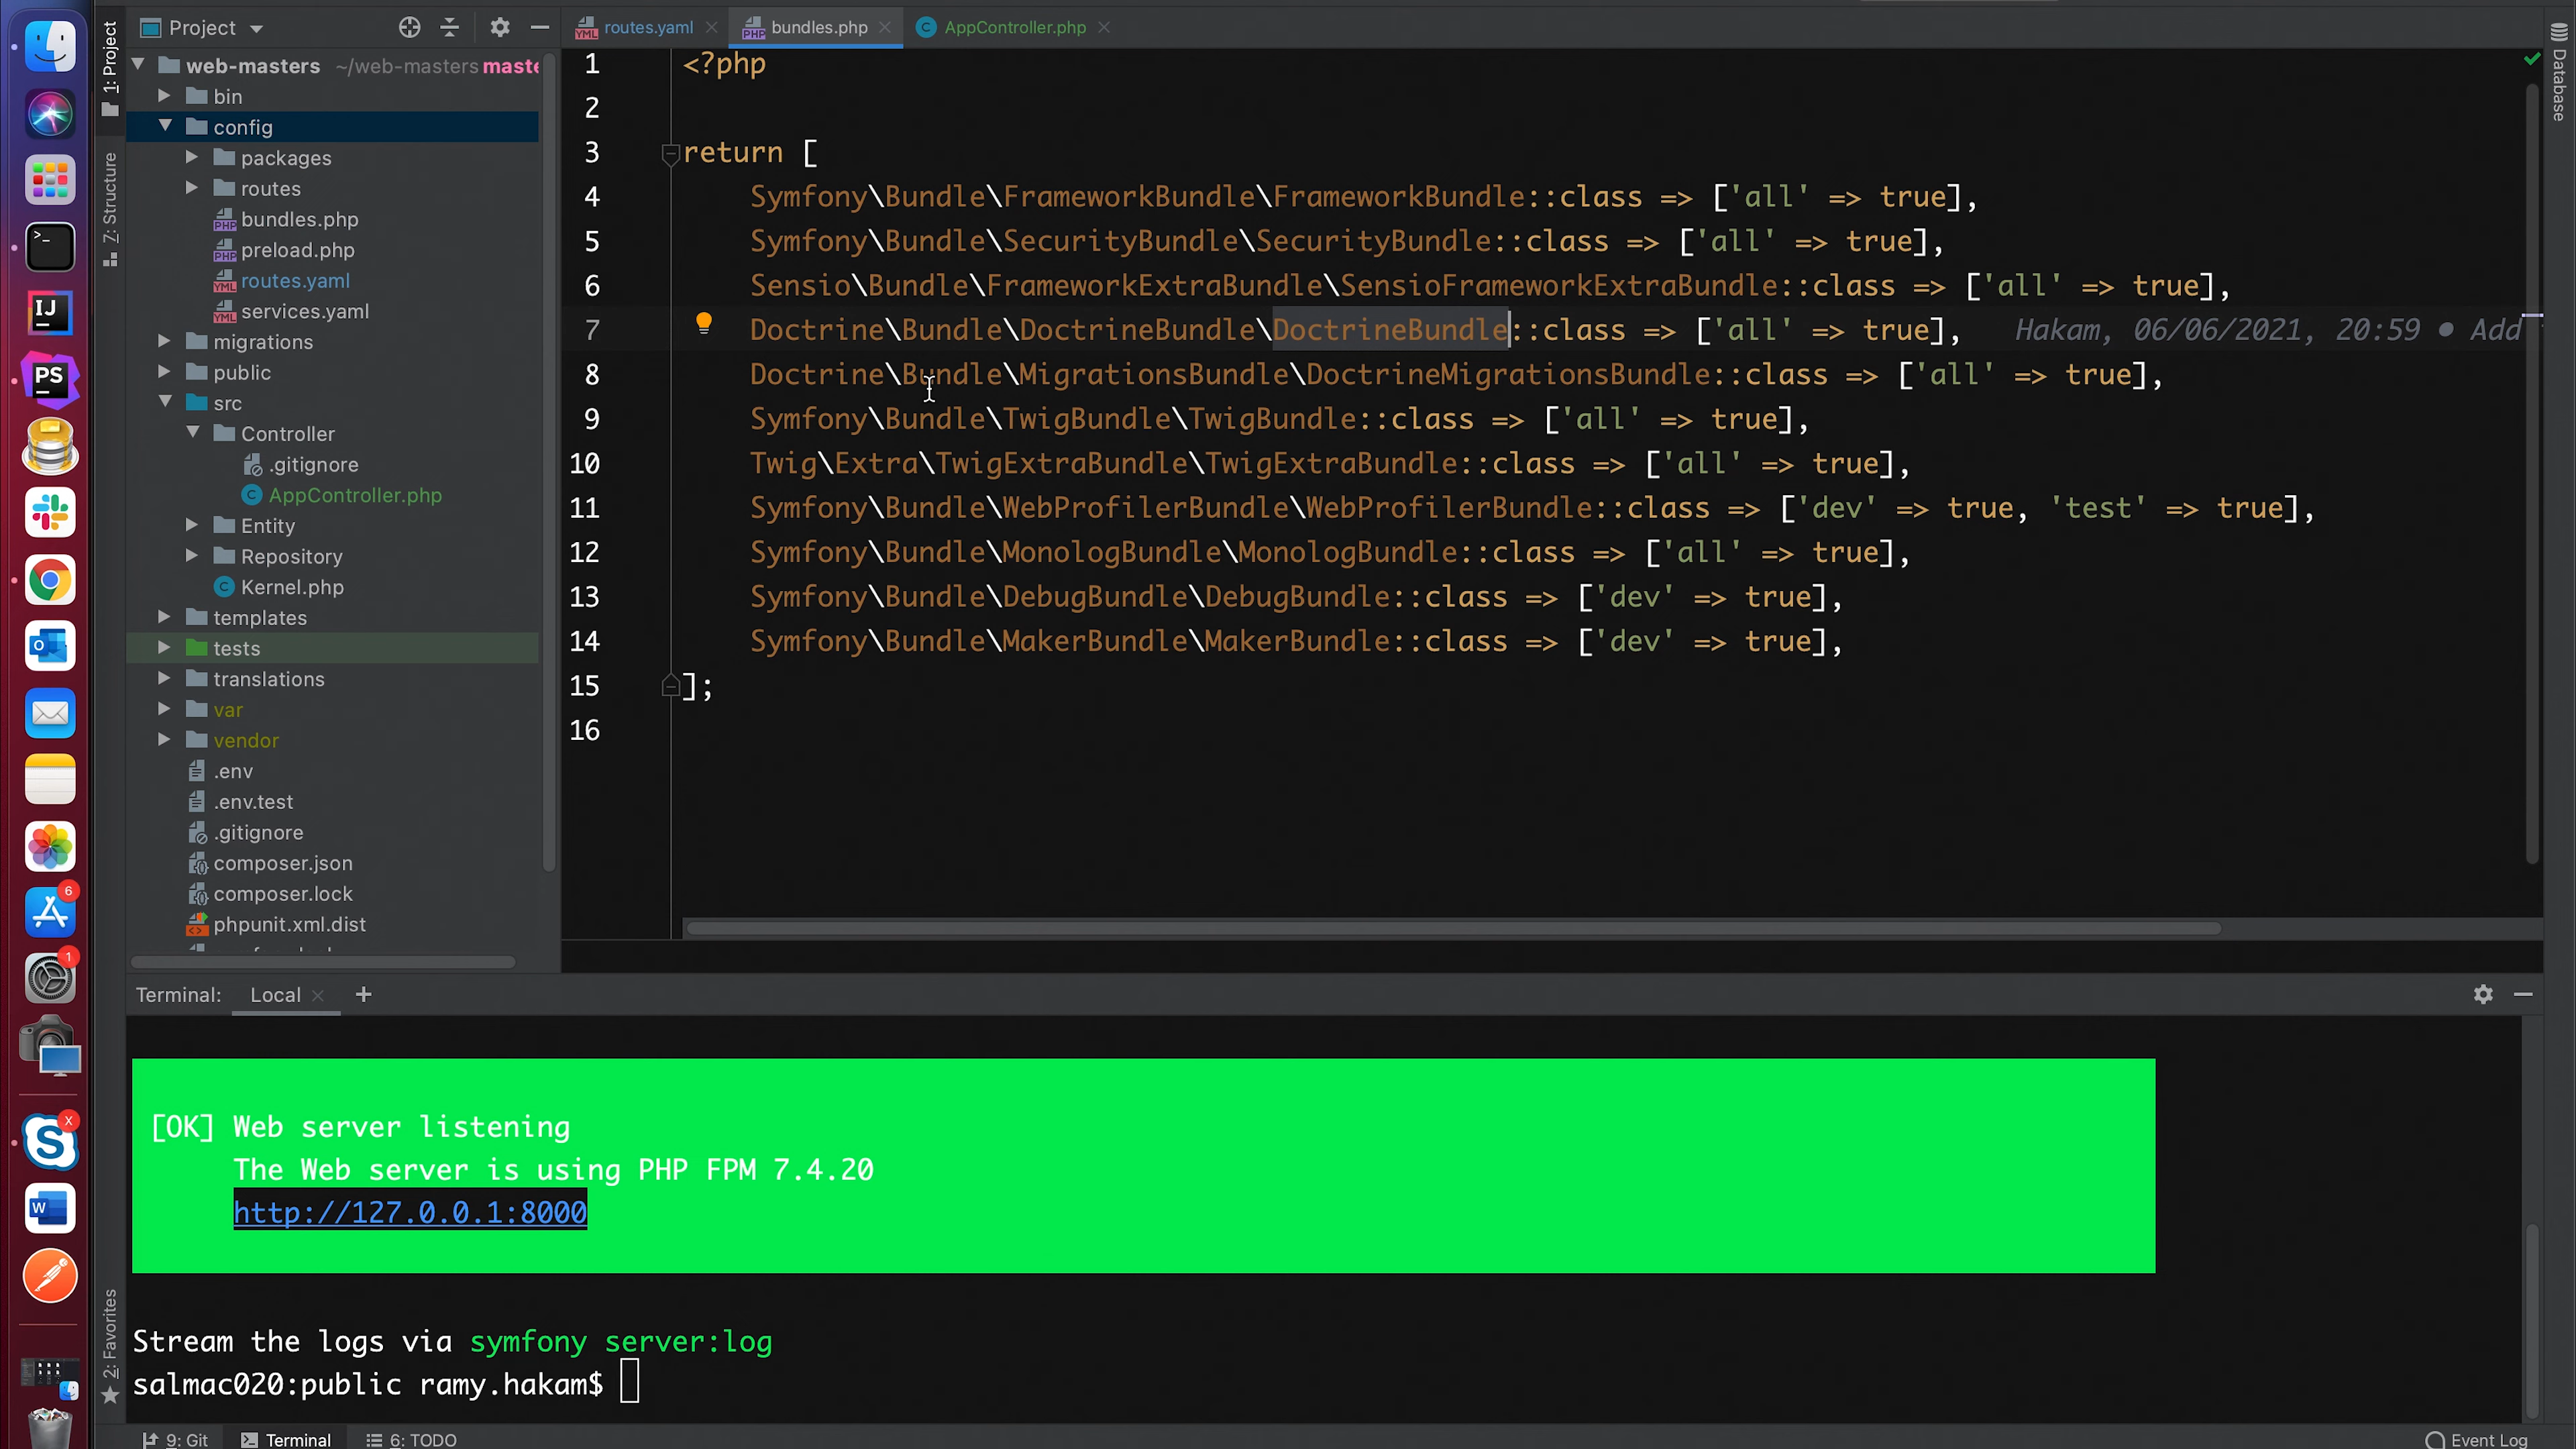 1: Project
Project
routes.yaml
bundles.php
AppController.php
Database
7: Structure
web-masters ~/web-masters maste
bin
config
packages
routes
bundles.php
preload.php
routes.yaml
services.yaml
migrations
public
src
Controller
.gitignore
AppController.php
Entity
Repository
Kernel.php
templates
tests
translations
var
vendor
.env
.env.test
.gitignore
composer.json
composer.lock
phpunit.xml.dist
1 <?php
2
3 return [
4 Symfony\Bundle\FrameworkBundle\FrameworkBundle::class => ['all' => true],
5 Symfony\Bundle\SecurityBundle\SecurityBundle::class => ['all' => true],
6 Sensio\Bundle\FrameworkExtraBundle\SensioFrameworkExtraBundle::class => ['all' => true],
7 Doctrine\Bundle\DoctrineBundle\DoctrineBundle::class => ['all' => true], Hakam, 06/06/2021, 20:59 • Add
8 Doctrine\Bundle\MigrationsBundle\DoctrineMigrationsBundle::class => ['all' => true],
9 Symfony\Bundle\TwigBundle\TwigBundle::class => ['all' => true],
10 Twig\Extra\TwigExtraBundle\TwigExtraBundle::class => ['all' => true],
11 Symfony\Bundle\WebProfilerBundle\WebProfilerBundle::class => ['dev' => true, 'test' => true],
12 Symfony\Bundle\MonologBundle\MonologBundle::class => ['all' => true],
13 Symfony\Bundle\DebugBundle\DebugBundle::class => ['dev' => true],
14 Symfony\Bundle\MakerBundle\MakerBundle::class => ['dev' => true],
15 ];
16
IJ
PS
6
1
X
S
W
Terminal: Local +
[OK] Web server listening
The Web server is using PHP FPM 7.4.20
http://127.0.0.1:8000
Stream the logs via symfony server:log
salmac020:public ramy.hakam$
2: Favorites
9: Git
Terminal
6: TODO
Event Log